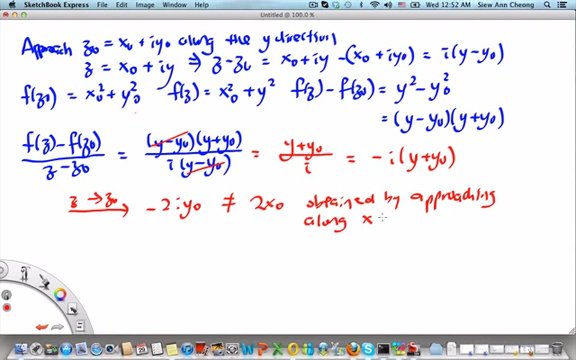 SketchBook Express File Edit Image Window Help Wed 12:52 AM Siew Ann Cheong
Untitled @ 100.0 %
Approach z₀ = x₀ + iy₀ along the y direction
z = x₀ + iy ⇒ z - z₀ = x₀ + iy - (x₀ + iy₀) = i(y - y₀)
f(z₀) = x₀² + y₀² f(z) = x₀² + y² f(z) - f(z₀) = y² - y₀²
= (y - y₀)(y + y₀)
f(z) - f(z₀) / z - z₀ = (y - y₀)(y + y₀) / i(y - y₀) = y + y₀ / i = -i(y + y₀)
z → z₀ -2iy₀ ≠ 2x₀ obtained by approaching
along x